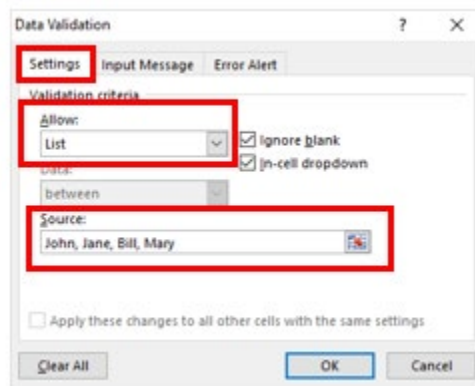 Data Validation ? ×
Settings Input Message Error Alert
Validation criteria
Allow:
List Ignore blank
In-cell dropdown
Data:
between
Source:
John, Jane, Bill, Mary
Apply these changes to all other cells with the same settings
Clear All OK Cancel